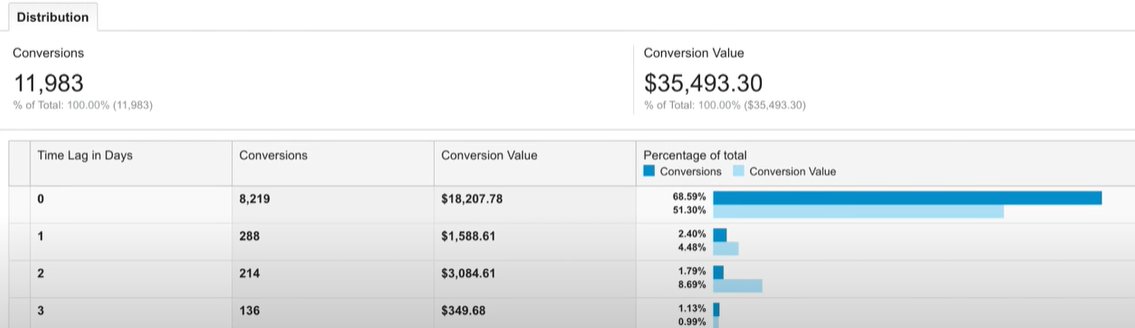 Distribution
Conversions
11,983
% of Total: 100.00% (11,983)
Conversion Value
$35,493.30
% of Total: 100.00% ($35,493.30)
Time Lag in Days Conversions Conversion Value Percentage of total
Conversions Conversion Value
0 8,219 $18,207.78 68.59%
51.30%
1 288 $1,588.61 2.40%
4.48%
2 214 $3,084.61 1.79%
8.69%
3 136 $349.68 1.13%
0.99%